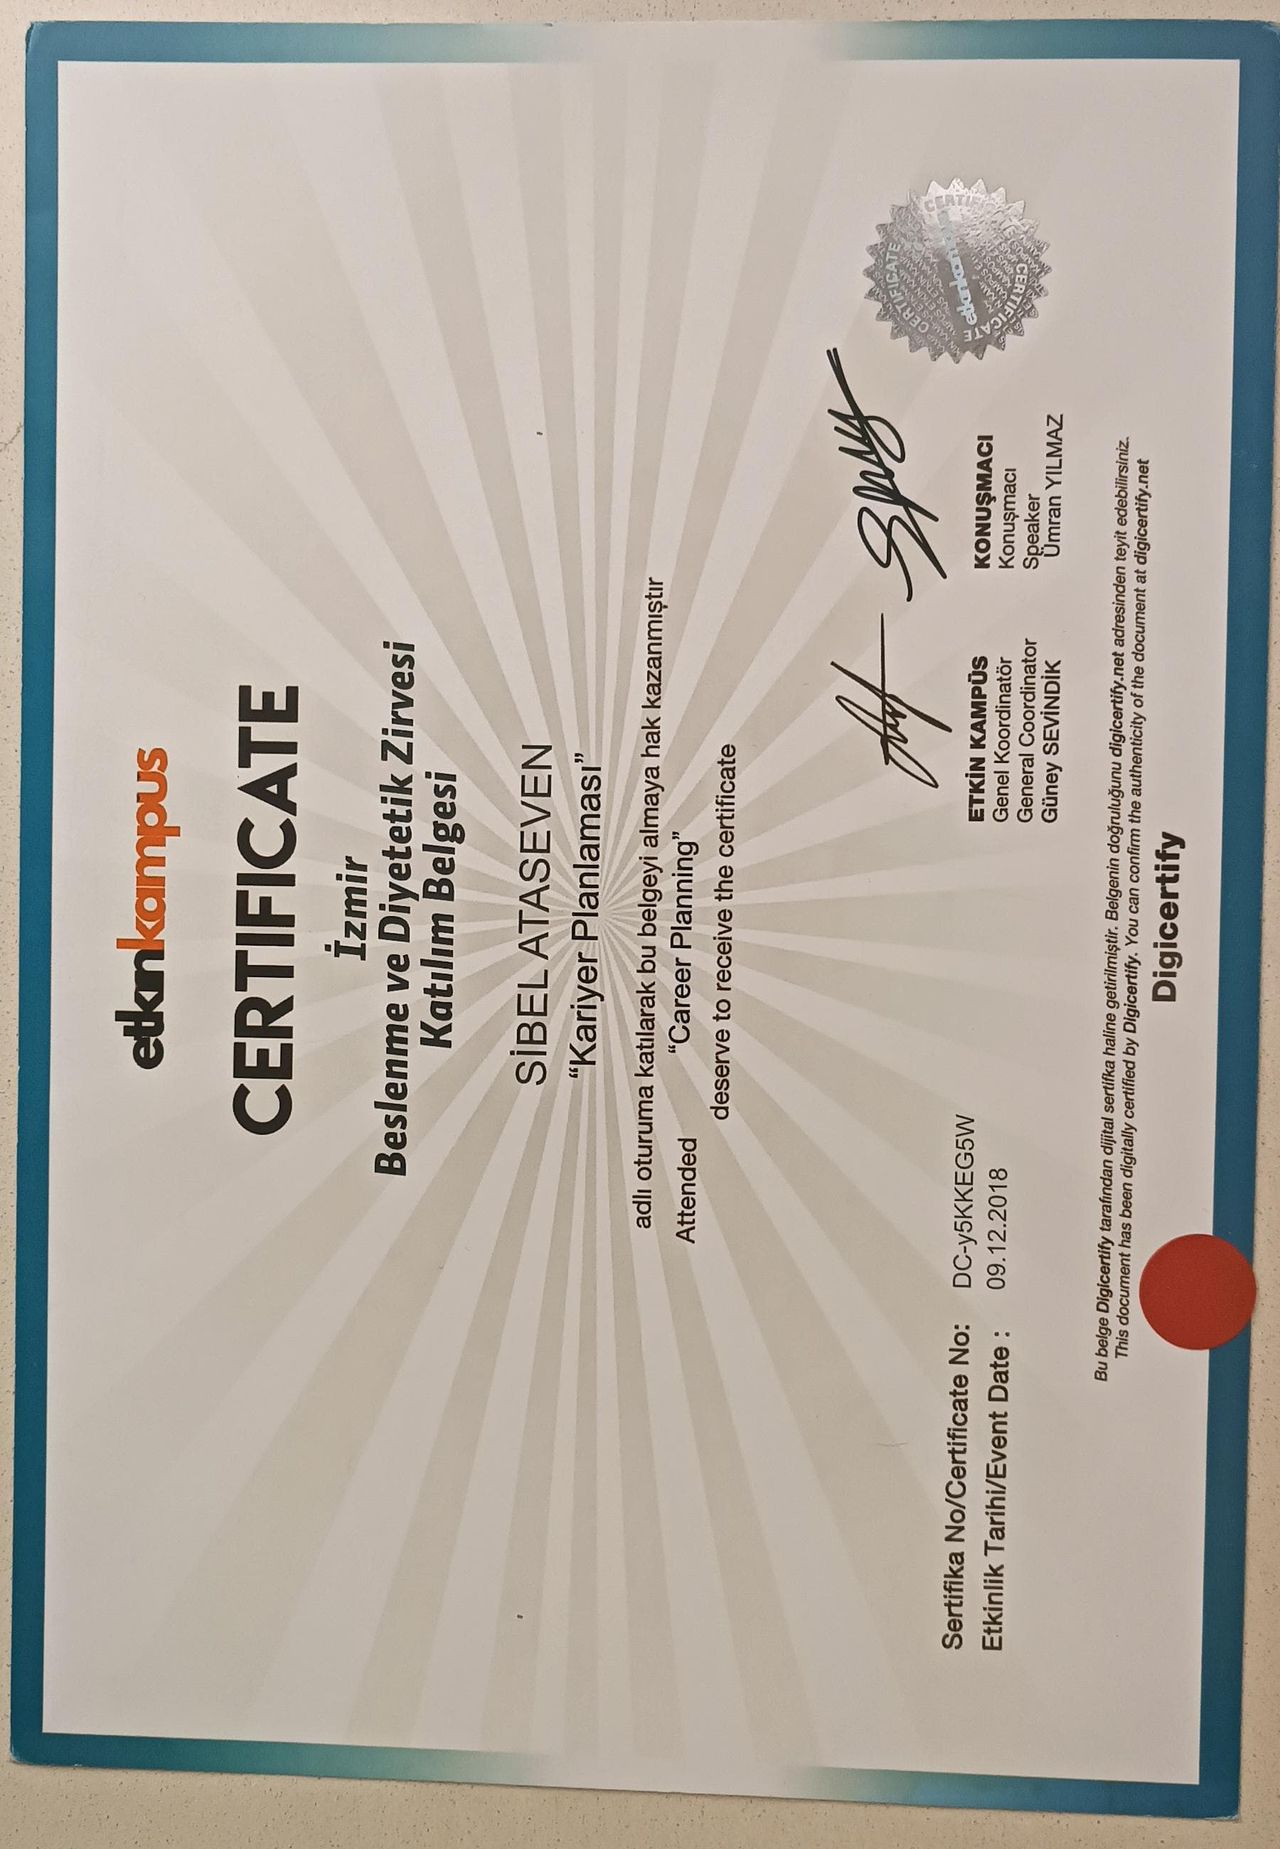 etkinkampus
CERTIFICATE
İzmir
Beslenme ve Diyetetik Zirvesi
Katılım Belgesi
SİBEL ATASEVEN
“Kariyer Planlaması”
adlı oturuma katılarak bu belgeyi almaya hak kazanmıştır
Attended “Career Planning”
deserve to receive the certificate
Sertifika No/Certificate No: DC-y5KKEG5W
Etkinlik Tarihi/Event Date : 09.12.2018
ETKİN KAMPÜS
Genel Koordinatör
General Coordinator
Güney SEVİNDİK
KONUŞMACI
Konuşmacı
Speaker
Ümran YILMAZ
CERTIFICATE
etkinkampus
CERTIFICATE
Bu belge Digicertify tarafından dijital sertifka haline getirilmiştir. Belgenin doğruluğunu digicertify.net adresinden teyit edebilirsiniz.
This document has been digitally certified by Digicertify. You can confirm the authenticity of the document at digicertify.net
Digicertify